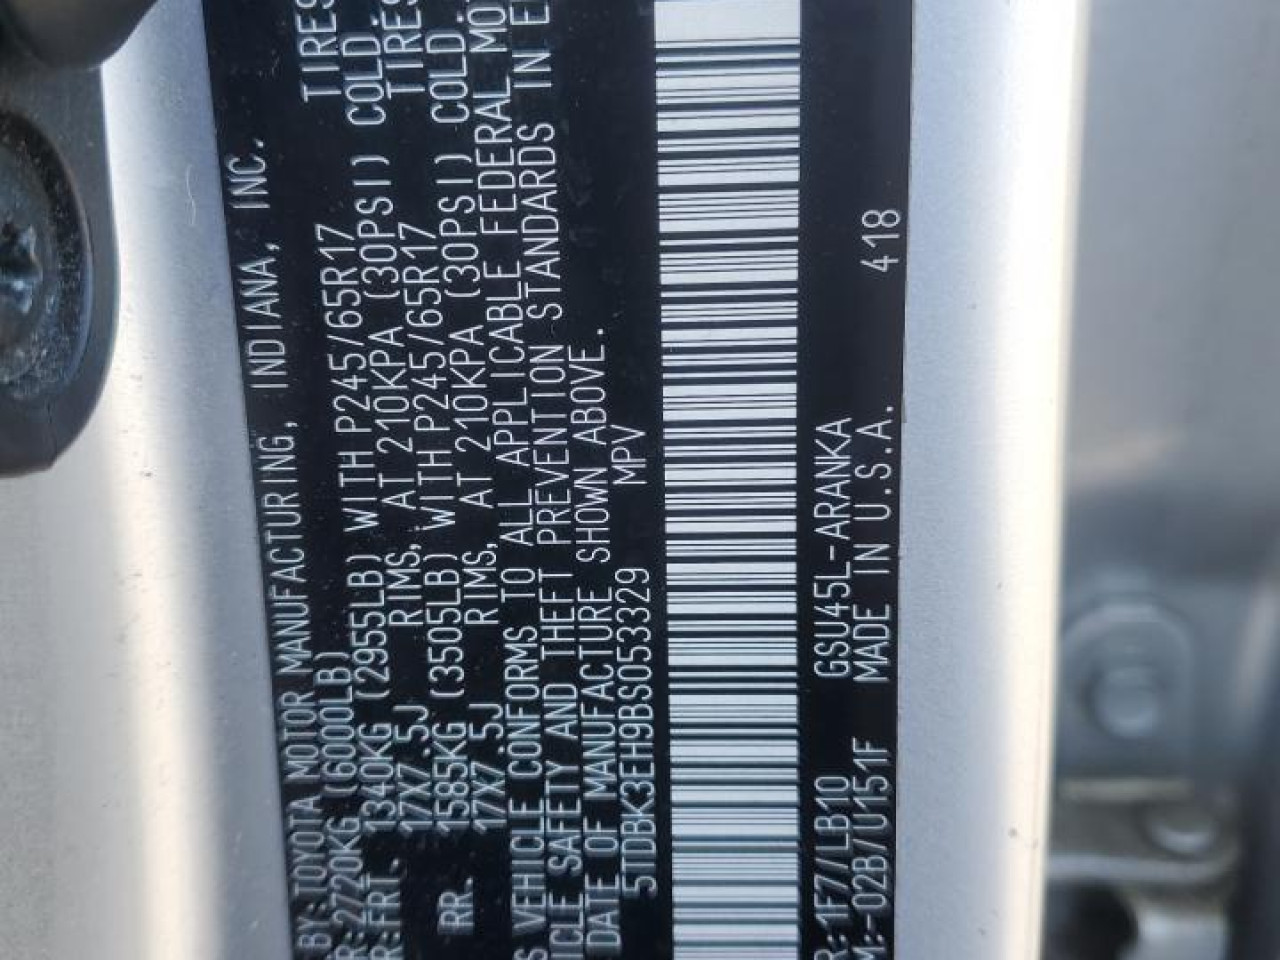 BY:TOYOTA MOTOR MANUFACTURING, INDIANA, INC.
R:2720KG (6000LB)
R:FRT. 1340KG (2955LB) WITH P245/65R17 TIRES
17X7.5J RIMS, AT 210KPA (30PSI) COLD.
RR. 1585KG (3505LB) WITH P245/65R17 TIRES
17X7.5J RIMS, AT 210KPA (30PSI) COLD.
S VEHICLE CONFORMS TO ALL APPLICABLE FEDERAL MO
ICLE SAFETY AND THEFT PREVENTION STANDARDS IN E
DATE OF MANUFACTURE SHOWN ABOVE.
5TDBK3EH9BS053329 MPV
R:1F7//LB10 GSU45L-ARANKA 418
M:-02B/U151F MADE IN U.S.A.